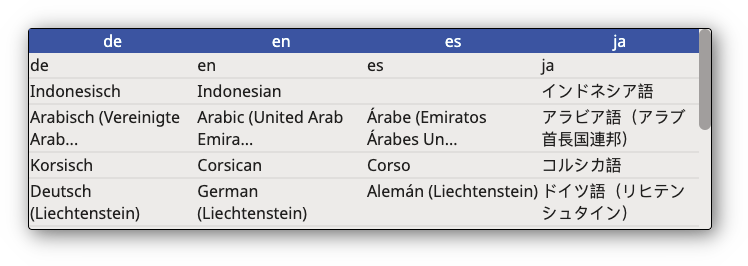 de en es ja
de en es ja
Indonesisch Indonesian インドネシア語
Arabisch (Vereinigte Arabic (United Arab Árabe (Emiratos アラビア語（アラブ
Arab... Emira... Árabes Un... 首長国連邦）
Korsisch Corsican Corso コルシカ語
Deutsch German Alemán (Liechtenstein) ドイツ語（リヒテン
(Liechtenstein) (Liechtenstein) シュタイン）